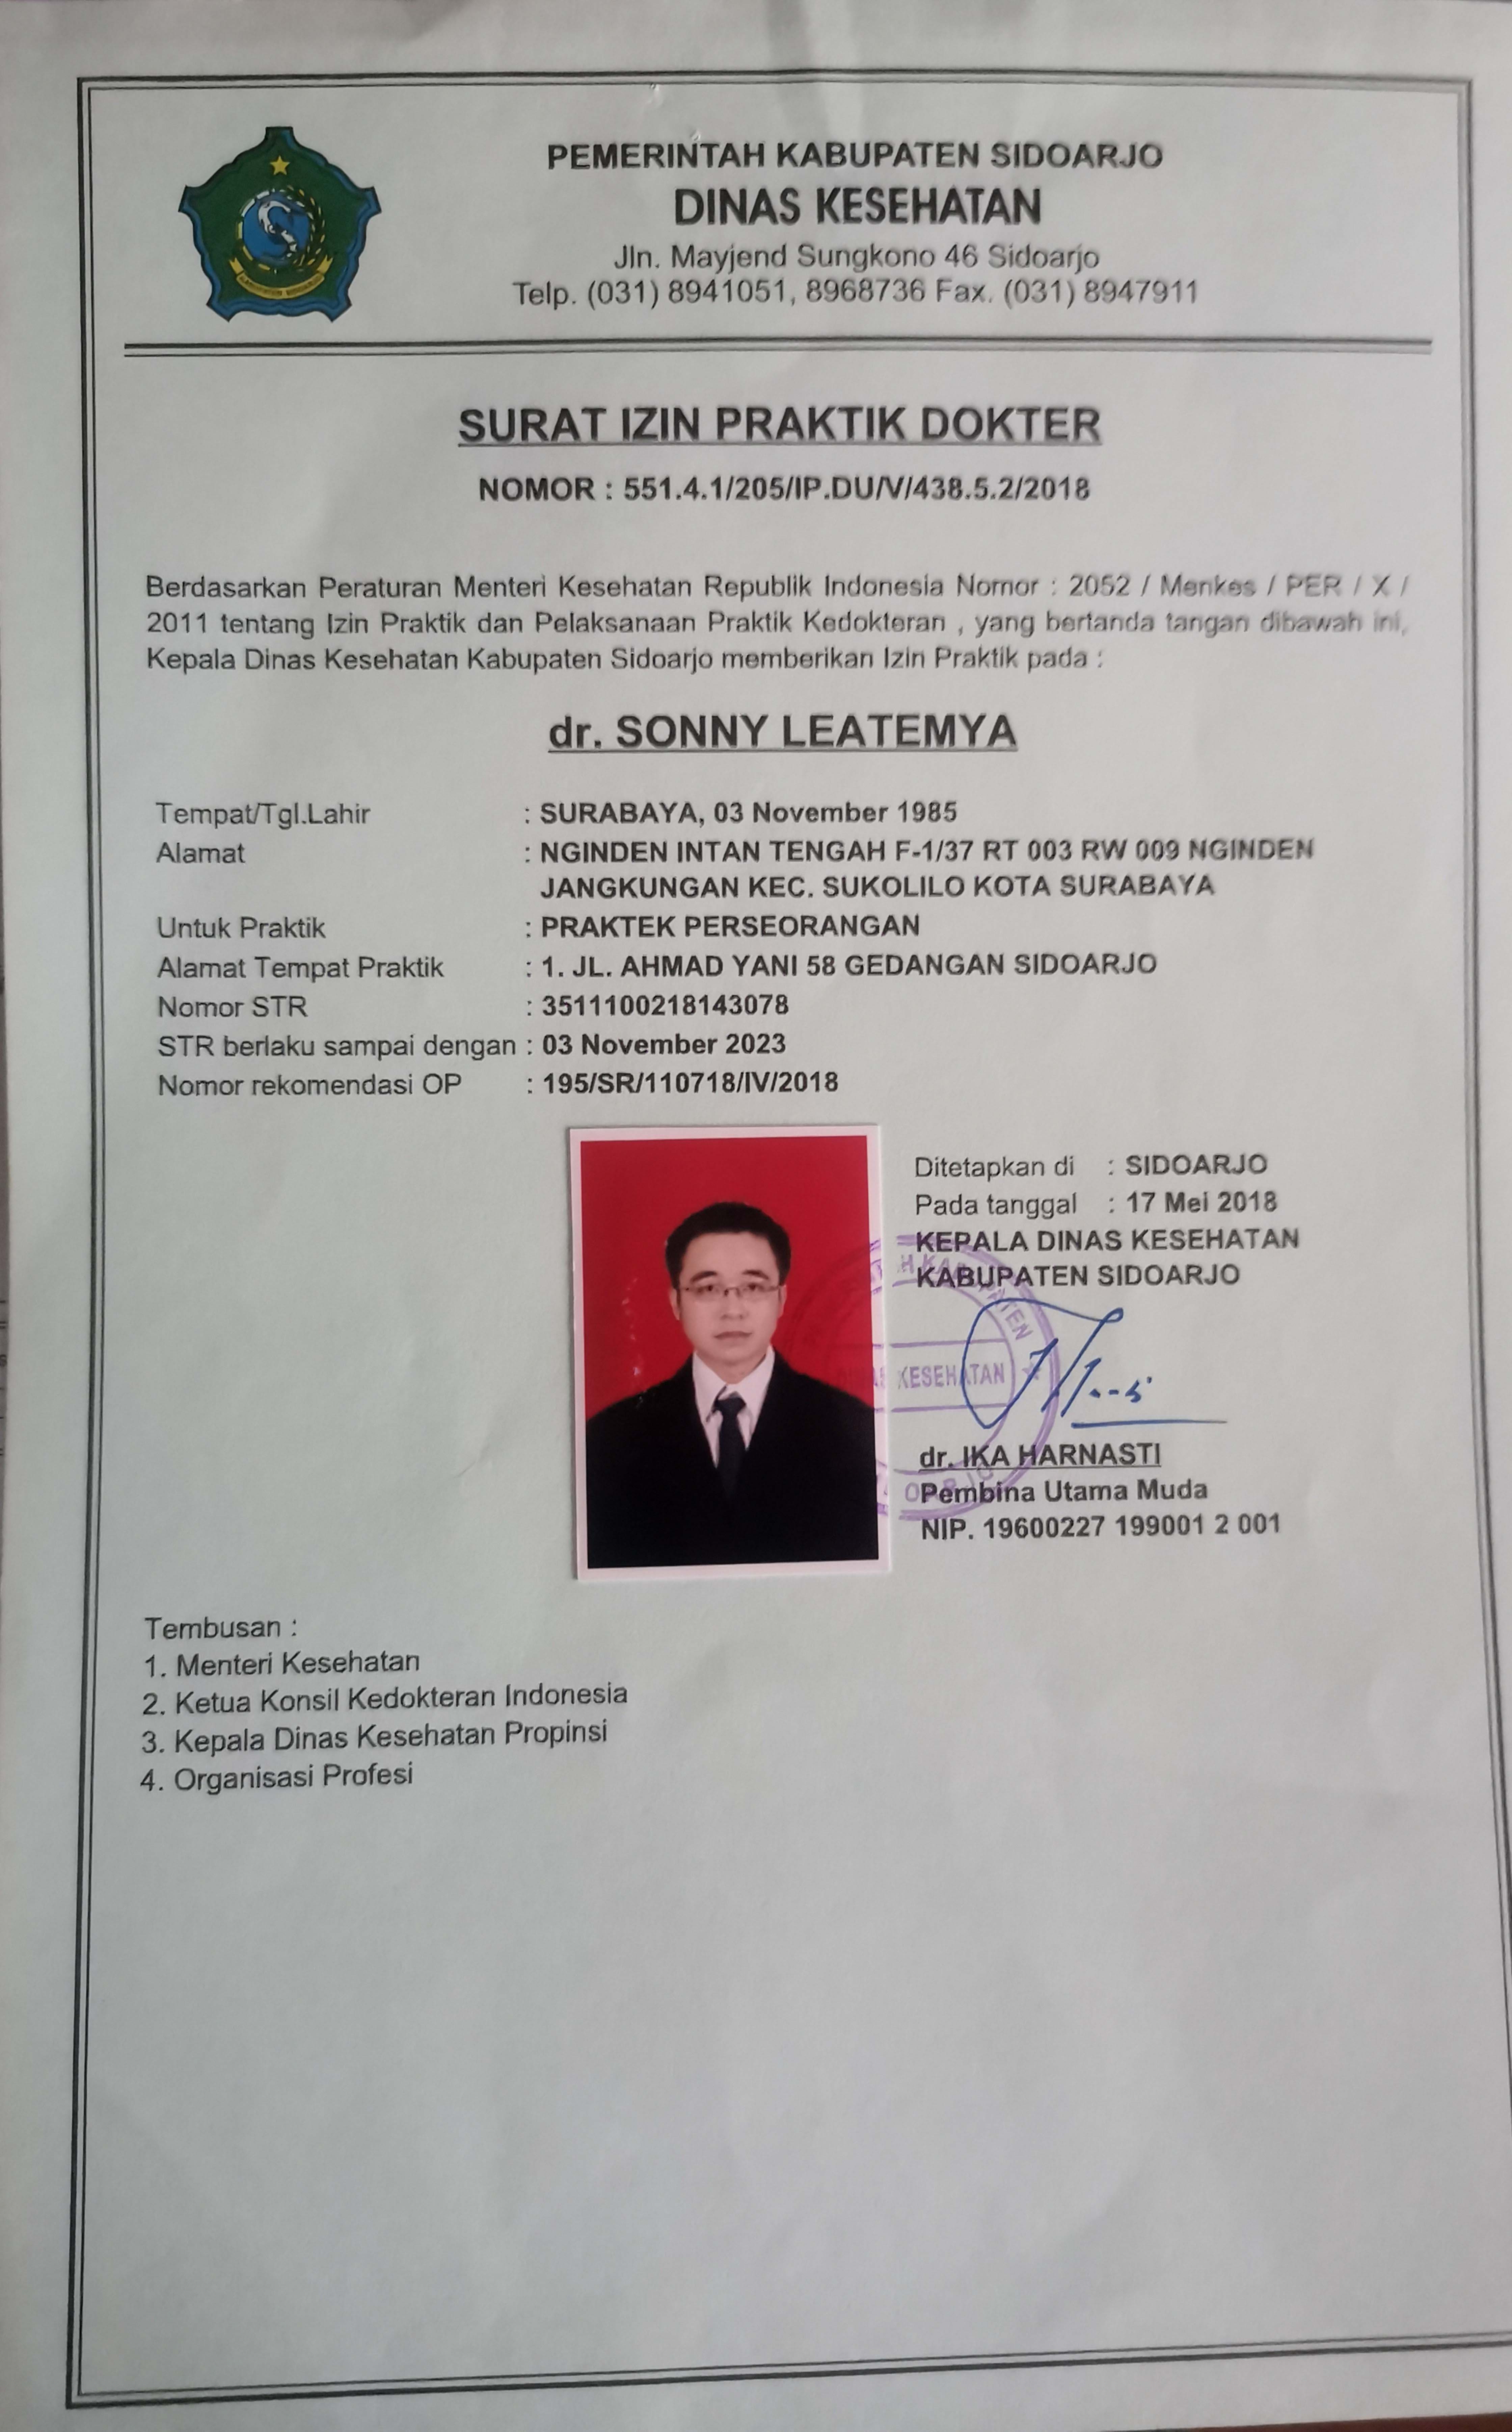 PEMERINTAH KABUPATEN SIDOARJO
DINAS KESEHATAN
Jln. Mayjend Sungkono 46 Sidoarjo
Telp. (031) 8941051, 8968736 Fax. (031) 8947911
SURAT IZIN PRAKTIK DOKTER
NOMOR : 551.4.1/205/IP.DU/V/438.5.2/2018
Berdasarkan Peraturan Menteri Kesehatan Republik Indonesia Nomor : 2052 / Menkes / PER / X /
2011 tentang Izin Praktik dan Pelaksanaan Praktik Kedokteran , yang bertanda tangan dibawah ini,
Kepala Dinas Kesehatan Kabupaten Sidoarjo memberikan Izin Praktik pada :
dr. SONNY LEATEMYA
Tempat/Tgl.Lahir : SURABAYA, 03 November 1985
Alamat : NGINDEN INTAN TENGAH F-1/37 RT 003 RW 009 NGINDEN
JANGKUNGAN KEC. SUKOLILO KOTA SURABAYA
Untuk Praktik : PRAKTEK PERSEORANGAN
Alamat Tempat Praktik : 1. JL. AHMAD YANI 58 GEDANGAN SIDOARJO
Nomor STR : 3511100218143078
STR berlaku sampai dengan : 03 November 2023
Nomor rekomendasi OP : 195/SR/110718/IV/2018
Ditetapkan di : SIDOARJO
Pada tanggal : 17 Mei 2018
KEPALA DINAS KESEHATAN
KABUPATEN SIDOARJO
KESEHATAN
dr. IKA HARNASTI
Pembina Utama Muda
NIP. 19600227 199001 2 001
Tembusan :
1. Menteri Kesehatan
2. Ketua Konsil Kedokteran Indonesia
3. Kepala Dinas Kesehatan Propinsi
4. Organisasi Profesi